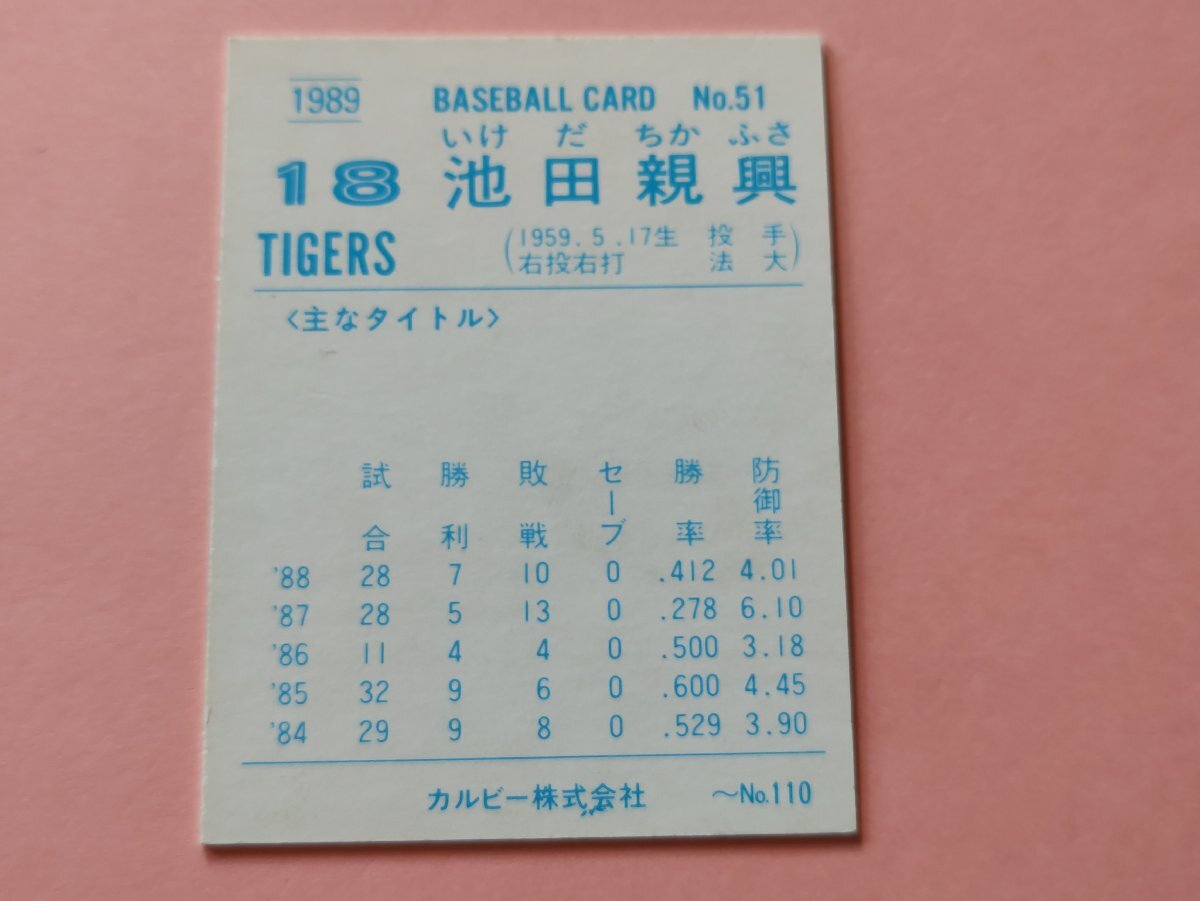 1989 BASEBALL CARD No.51
いけ だ ちか ふさ
18 池田親興
TIGERS (1959.5.17生 投手
右投右打 法大)
〈主なタイトル〉
試合 勝利 敗戦 セーブ 勝率 防御率
'88 28 7 10 0 .412 4.01
'87 28 5 13 0 .278 6.10
'86 11 4 4 0 .500 3.18
'85 32 9 6 0 .600 4.45
'84 29 9 8 0 .529 3.90
カルビー株式会社 〜No.110